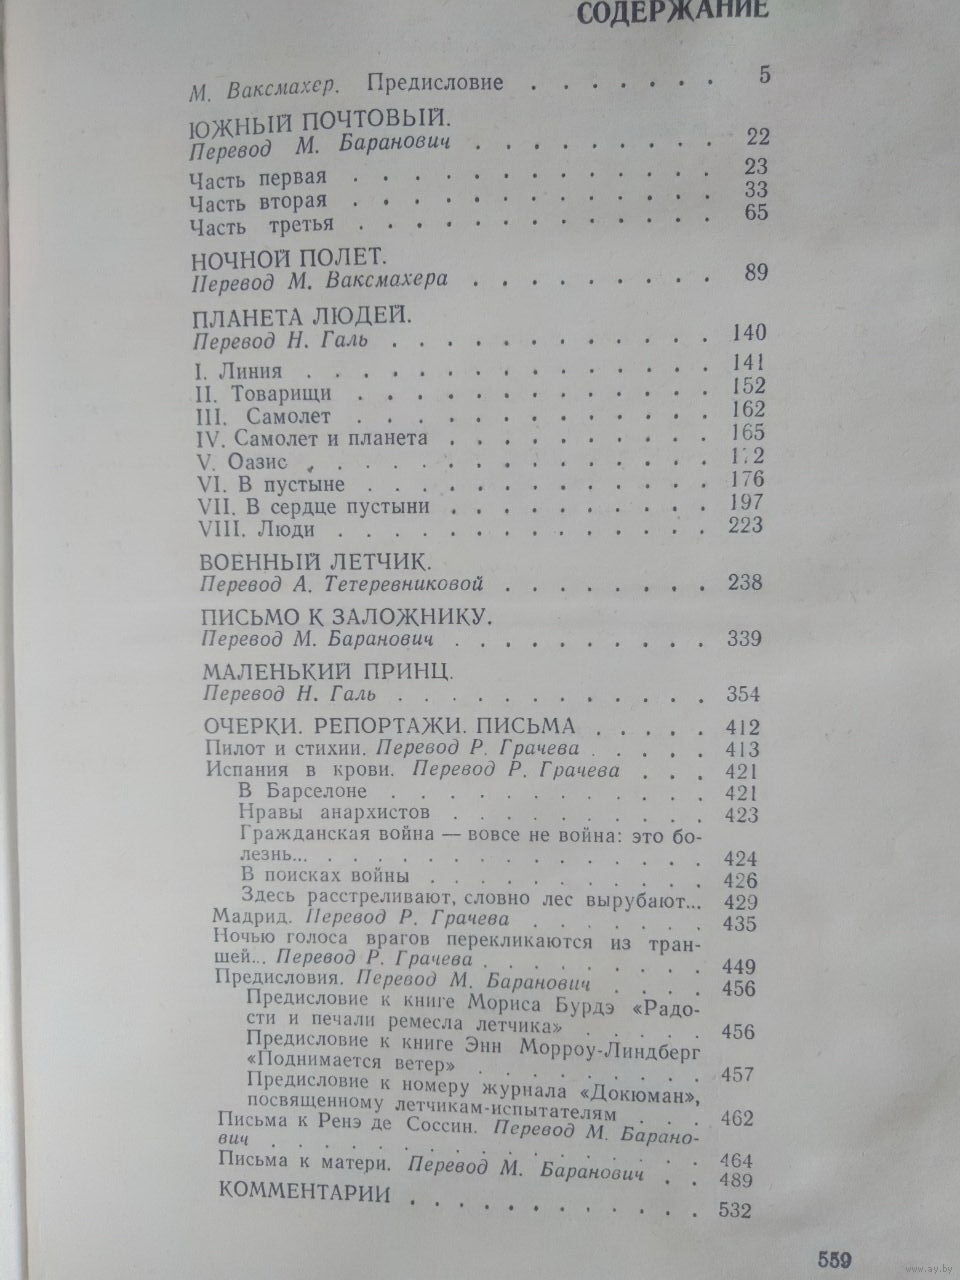 СОДЕРЖАНИЕ
М. Ваксмахер. Предисловие . . . . . . . 5
ЮЖНЫЙ ПОЧТОВЫЙ.
Перевод М. Баранович . . . . . . . . . 22
Часть первая . . . . . . . . . . . . . 23
Часть вторая . . . . . . . . . . . . . 33
Часть третья . . . . . . . . . . . . . 65
НОЧНОЙ ПОЛЕТ.
Перевод М. Ваксмахера . . . . . . . . . 89
ПЛАНЕТА ЛЮДЕЙ.
Перевод Н. Галь . . . . . . . . . . . . 140
I. Линия . . . . . . . . . . . . . . . 141
II. Товарищи . . . . . . . . . . . . . 152
III. Самолет . . . . . . . . . . . . . 162
IV. Самолет и планета . . . . . . . . . 165
V. Оазис . . . . . . . . . . . . . . 172
VI. В пустыне . . . . . . . . . . . . 176
VII. В сердце пустыни . . . . . . . . . 197
VIII. Люди . . . . . . . . . . . . . . 223
ВОЕННЫЙ ЛЕТЧИК.
Перевод А. Тетеревниковой . . . . . . . . 238
ПИСЬМО К ЗАЛОЖНИКУ.
Перевод М. Баранович . . . . . . . . . . 339
МАЛЕНЬКИЙ ПРИНЦ.
Перевод Н. Галь . . . . . . . . . . . . 354
ОЧЕРКИ. РЕПОРТАЖИ. ПИСЬМА . . . . . 412
Пилот и стихии. Перевод Р. Грачева . . . . . 413
Испания в крови. Перевод Р. Грачева . . . 421
В Барселоне . . . . . . . . . . . . 421
Нравы анархистов . . . . . . . . . . 423
Гражданская война — вовсе не война: это бо-
лезнь... . . . . . . . . . . . . . . . 424
В поисках войны . . . . . . . . . . . 426
Здесь расстреливают, словно лес вырубают... 429
Мадрид. Перевод Р. Грачева . . . . . . . 435
Ночью голоса врагов перекликаются из тран-
шей... Перевод Р. Грачева . . . . . . . . . 449
Предисловия. Перевод М. Баранович . . . . 456
Предисловие к книге Мориса Бурдэ «Радо-
сти и печали ремесла летчика» . . . . . 456
Предисловие к книге Энн Морроу-Линдберг
«Поднимается ветер» . . . . . . . . . 457
Предисловие к номеру журнала «Докюман»,
посвященному летчикам-испытателям . . . 462
Письма к Ренэ де Соссин. Перевод М. Барано-
вич . . . . . . . . . . . . . . . . 464
Письма к матери. Перевод М. Баранович . . 489
КОММЕНТАРИИ . . . . . . . . . . . . 532
559
www.ay.by